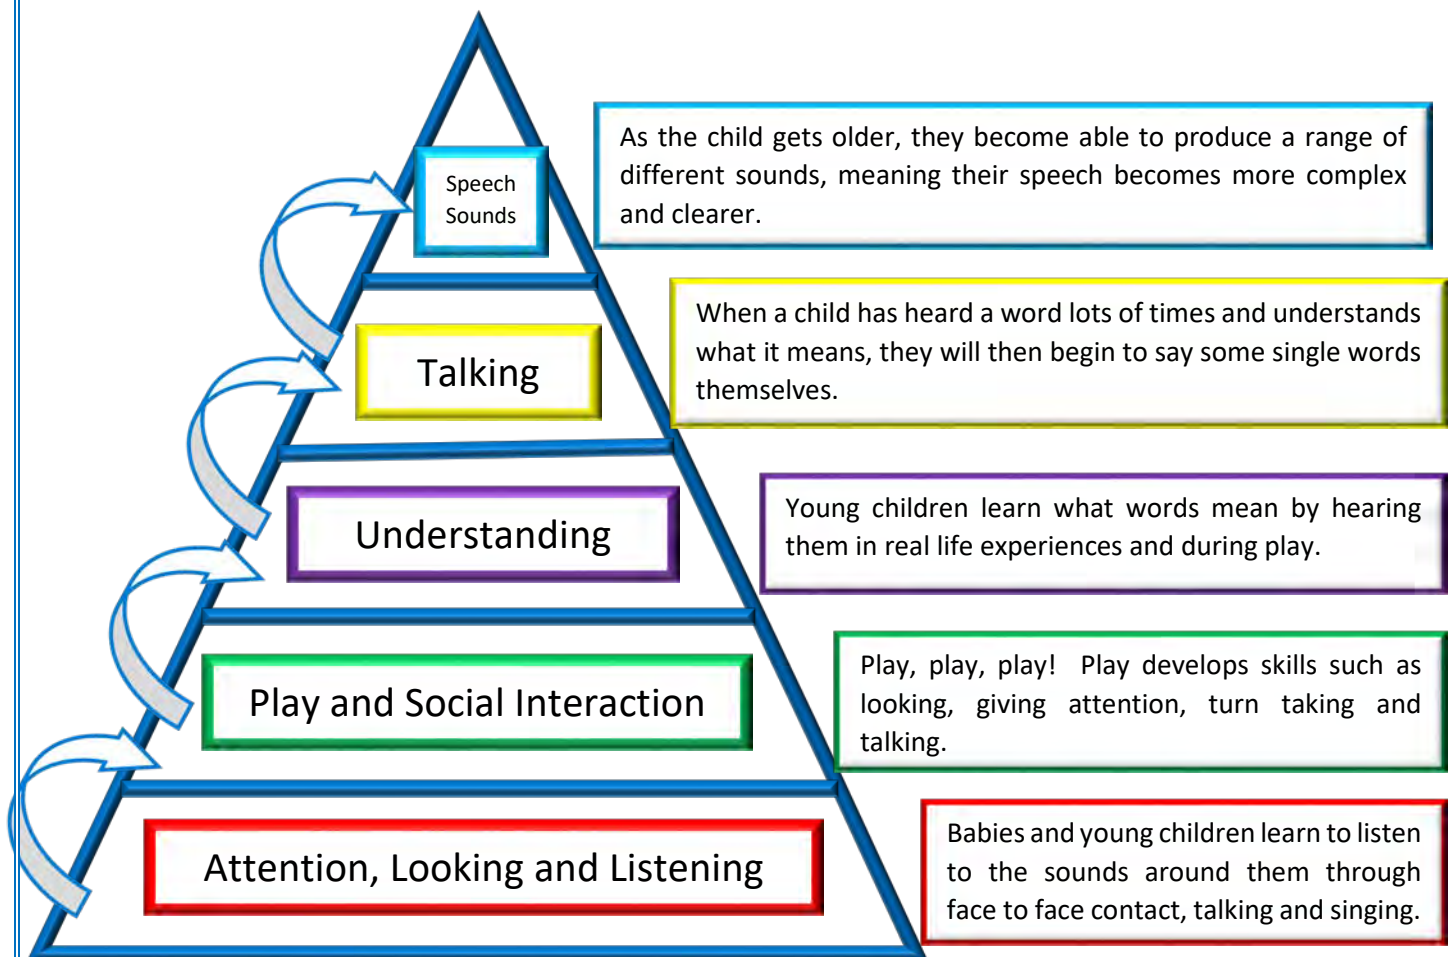 Speech
Sounds
As the child gets older, they become able to produce a range of
different sounds, meaning their speech becomes more complex
and clearer.
Talking
When a child has heard a word lots of times and understands
what it means, they will then begin to say some single words
themselves.
Understanding
Young children learn what words mean by hearing
them in real life experiences and during play.
Play and Social Interaction
Play, play, play!  Play develops skills such as
looking, giving attention, turn taking and
talking.
Attention, Looking and Listening
Babies and young children learn to listen
to the sounds around them through
face to face contact, talking and singing.